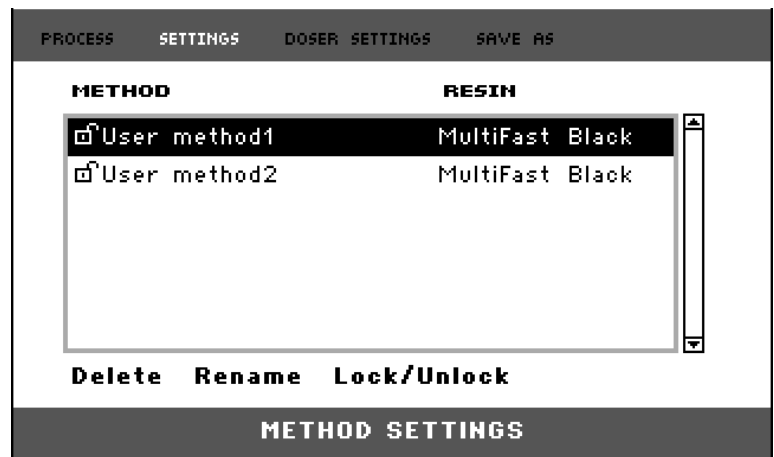 PROCESS SETTINGS DOSER SETTINGS SAVE AS
METHOD RESIN
User method1 MultiFast Black
User method2 MultiFast Black
Delete Rename Lock/Unlock
METHOD SETTINGS